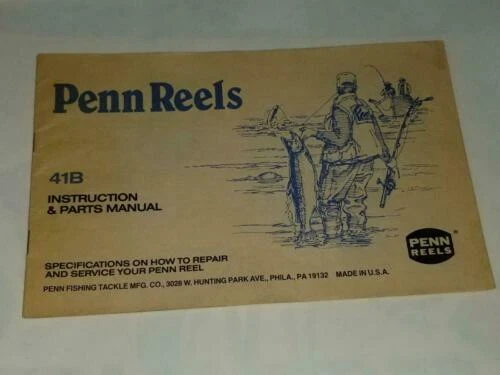 Penn Reels
41B
INSTRUCTION
& PARTS MANUAL
SPECIFICATIONS ON HOW TO REPAIR
AND SERVICE YOUR PENN REEL
PENN FISHING TACKLE MFG. CO., 3028 W. HUNTING PARK AVE., PHILA., PA 19132 MADE IN U.S.A.
PENN
REELS
®